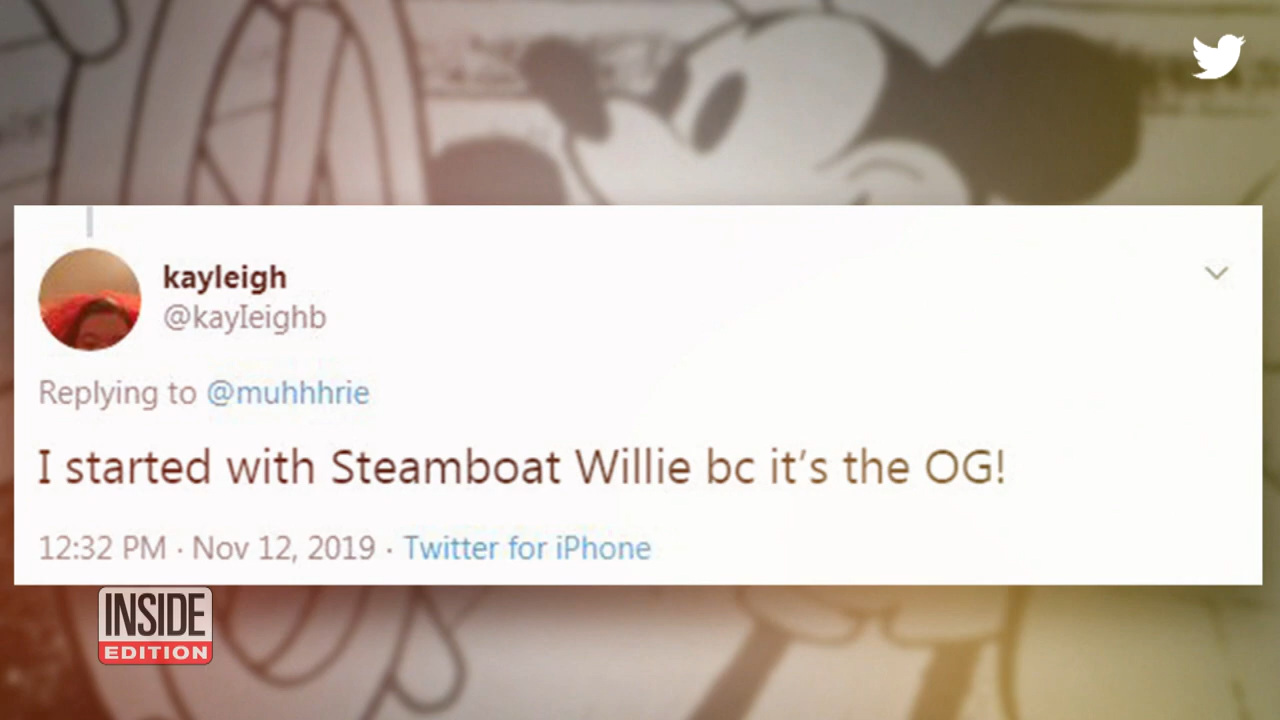 kayleigh
@kayIeighb
Replying to @muhhhrie
I started with Steamboat Willie bc it's the OG!
12:32 PM · Nov 12, 2019 · Twitter for iPhone
INSIDE
EDITION